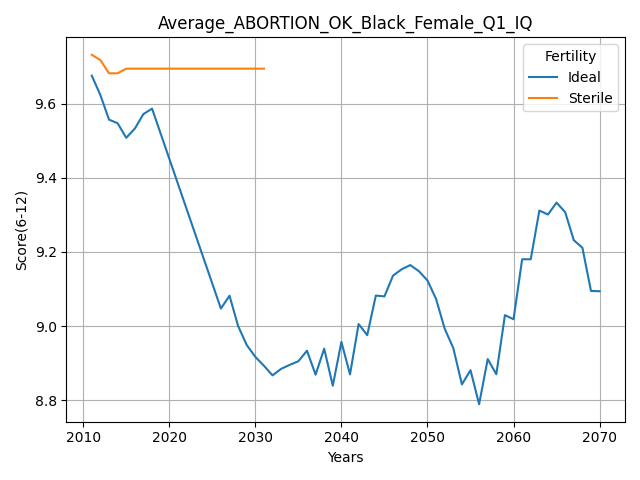 Average_ABORTION_OK_Black_Female_Q1_IQ
Fertility
Ideal
Sterile
Score(6-12)
9.6
9.4
9.2
9.0
8.8
2010 2020 2030 2040 2050 2060 2070
Years